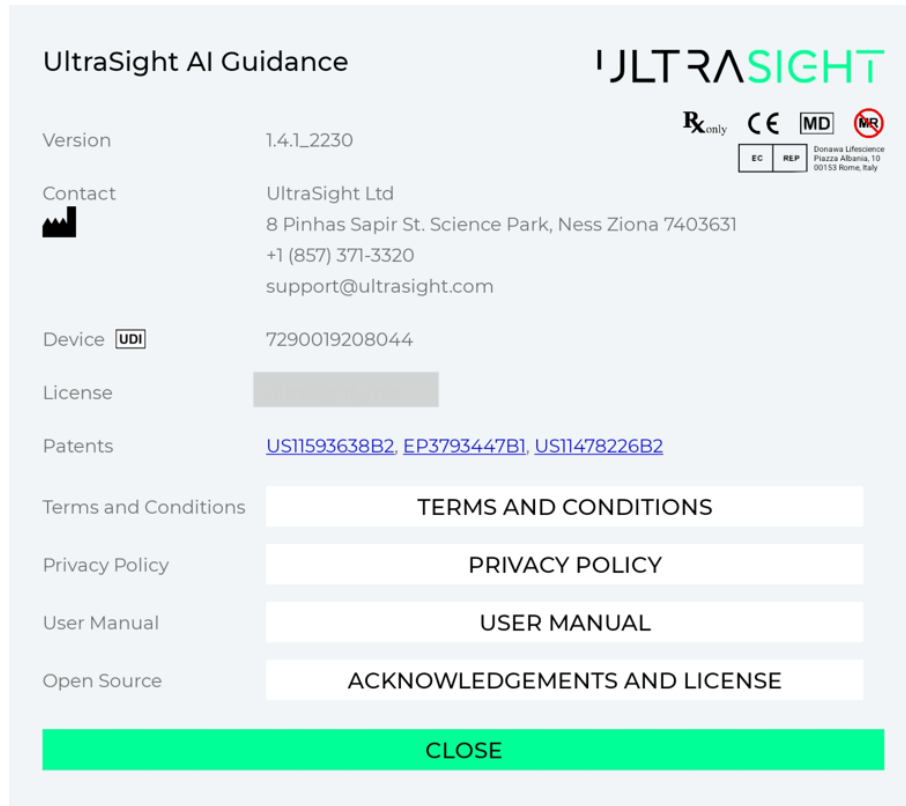 UltraSight AI Guidance
ULTRASIGHT
Rx only CE MD MR
EC REP
Donawa Lifescience
Piazza Albania, 10
00153 Rome, Italy
Version 1.4.1_2230
Contact UltraSight Ltd
8 Pinhas Sapir St. Science Park, Ness Ziona 7403631
+1 (857) 371-3320
support@ultrasight.com
Device UDI 7290019208044
License
Patents US11593638B2, EP3793447B1, US11478226B2
Terms and Conditions TERMS AND CONDITIONS
Privacy Policy PRIVACY POLICY
User Manual USER MANUAL
Open Source ACKNOWLEDGEMENTS AND LICENSE
CLOSE